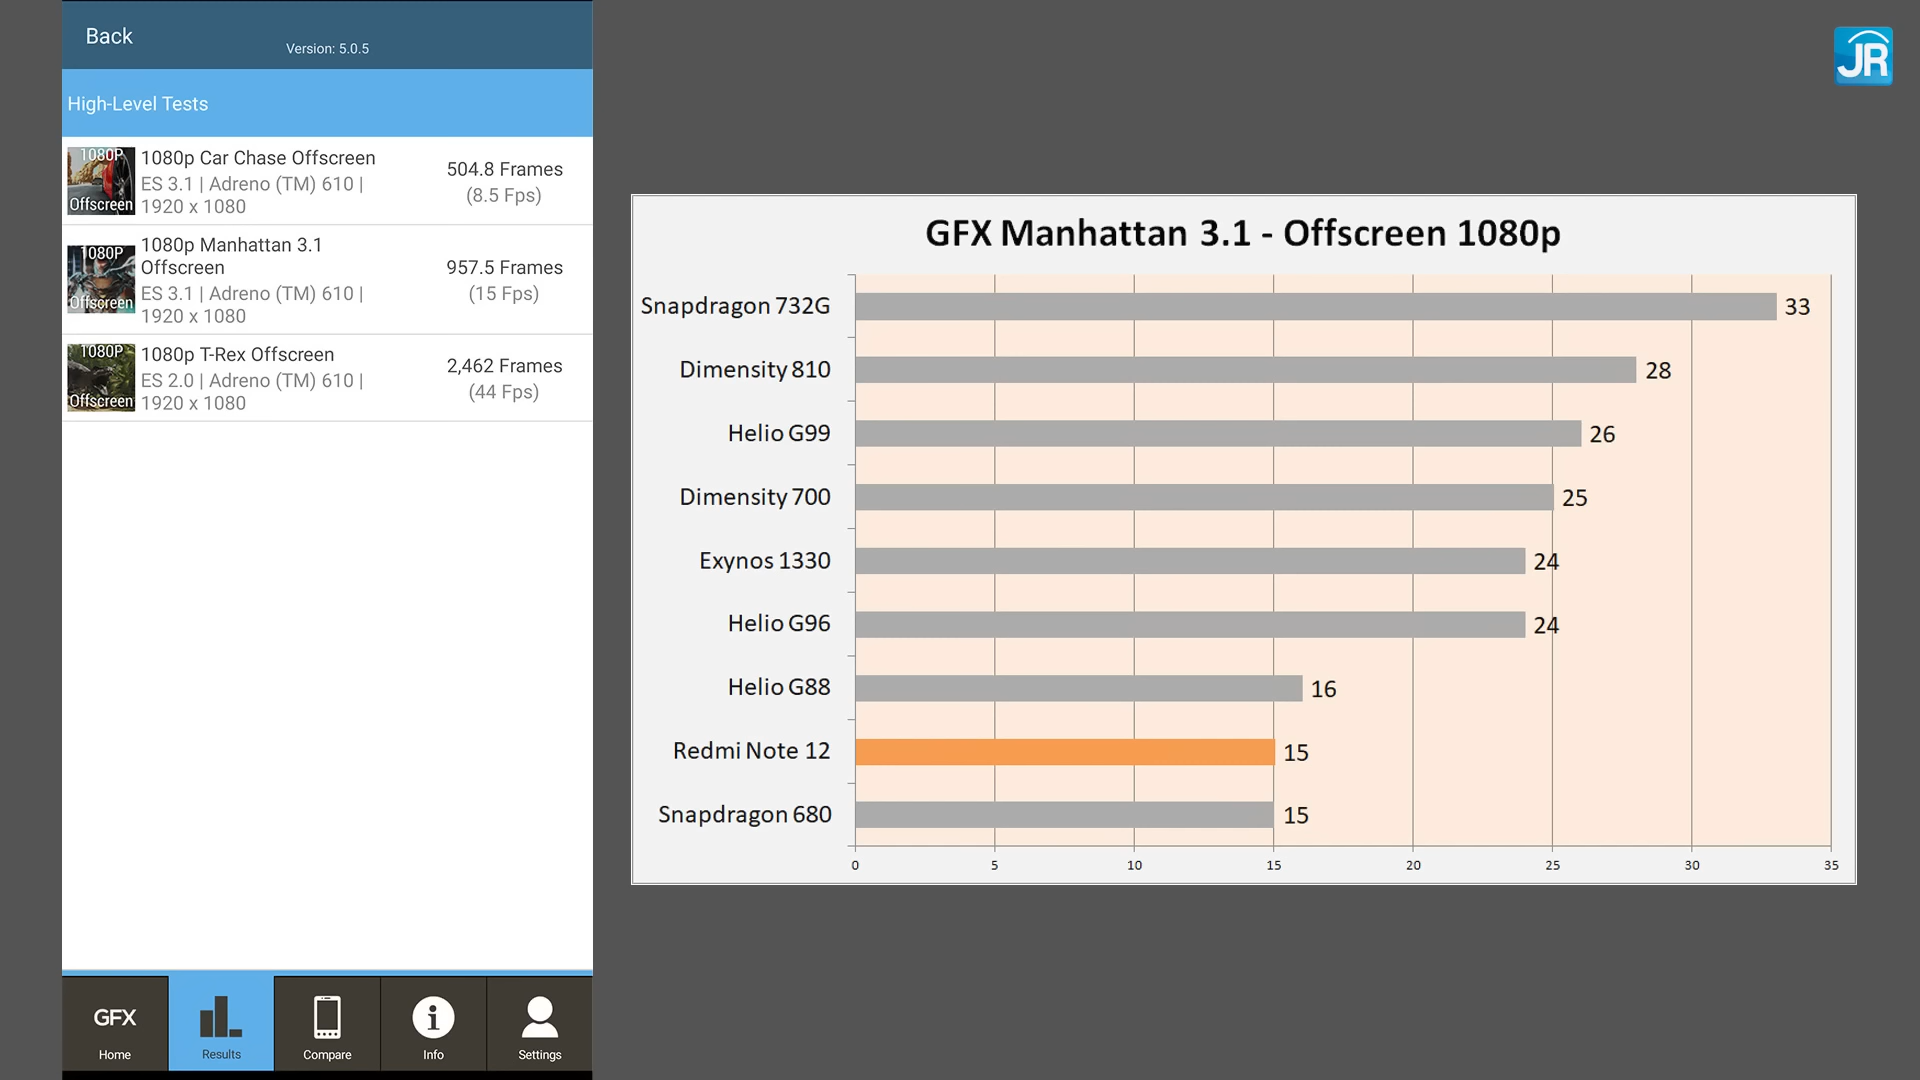 Back
Version: 5.0.5
High-Level Tests
1080P
Offscreen
1080p Car Chase Offscreen
ES 3.1 | Adreno (TM) 610 |
1920 x 1080
504.8 Frames
(8.5 Fps)
1080P
Offscreen
1080p Manhattan 3.1
Offscreen
ES 3.1 | Adreno (TM) 610 |
1920 x 1080
957.5 Frames
(15 Fps)
1080P
Offscreen
1080p T-Rex Offscreen
ES 2.0 | Adreno (TM) 610 |
1920 x 1080
2,462 Frames
(44 Fps)
GFX
Home
Results
Compare
Info
Settings
JR
GFX Manhattan 3.1 - Offscreen 1080p
Snapdragon 732G 33
Dimensity 810 28
Helio G99 26
Dimensity 700 25
Exynos 1330 24
Helio G96 24
Helio G88 16
Redmi Note 12 15
Snapdragon 680 15
0 5 10 15 20 25 30 35